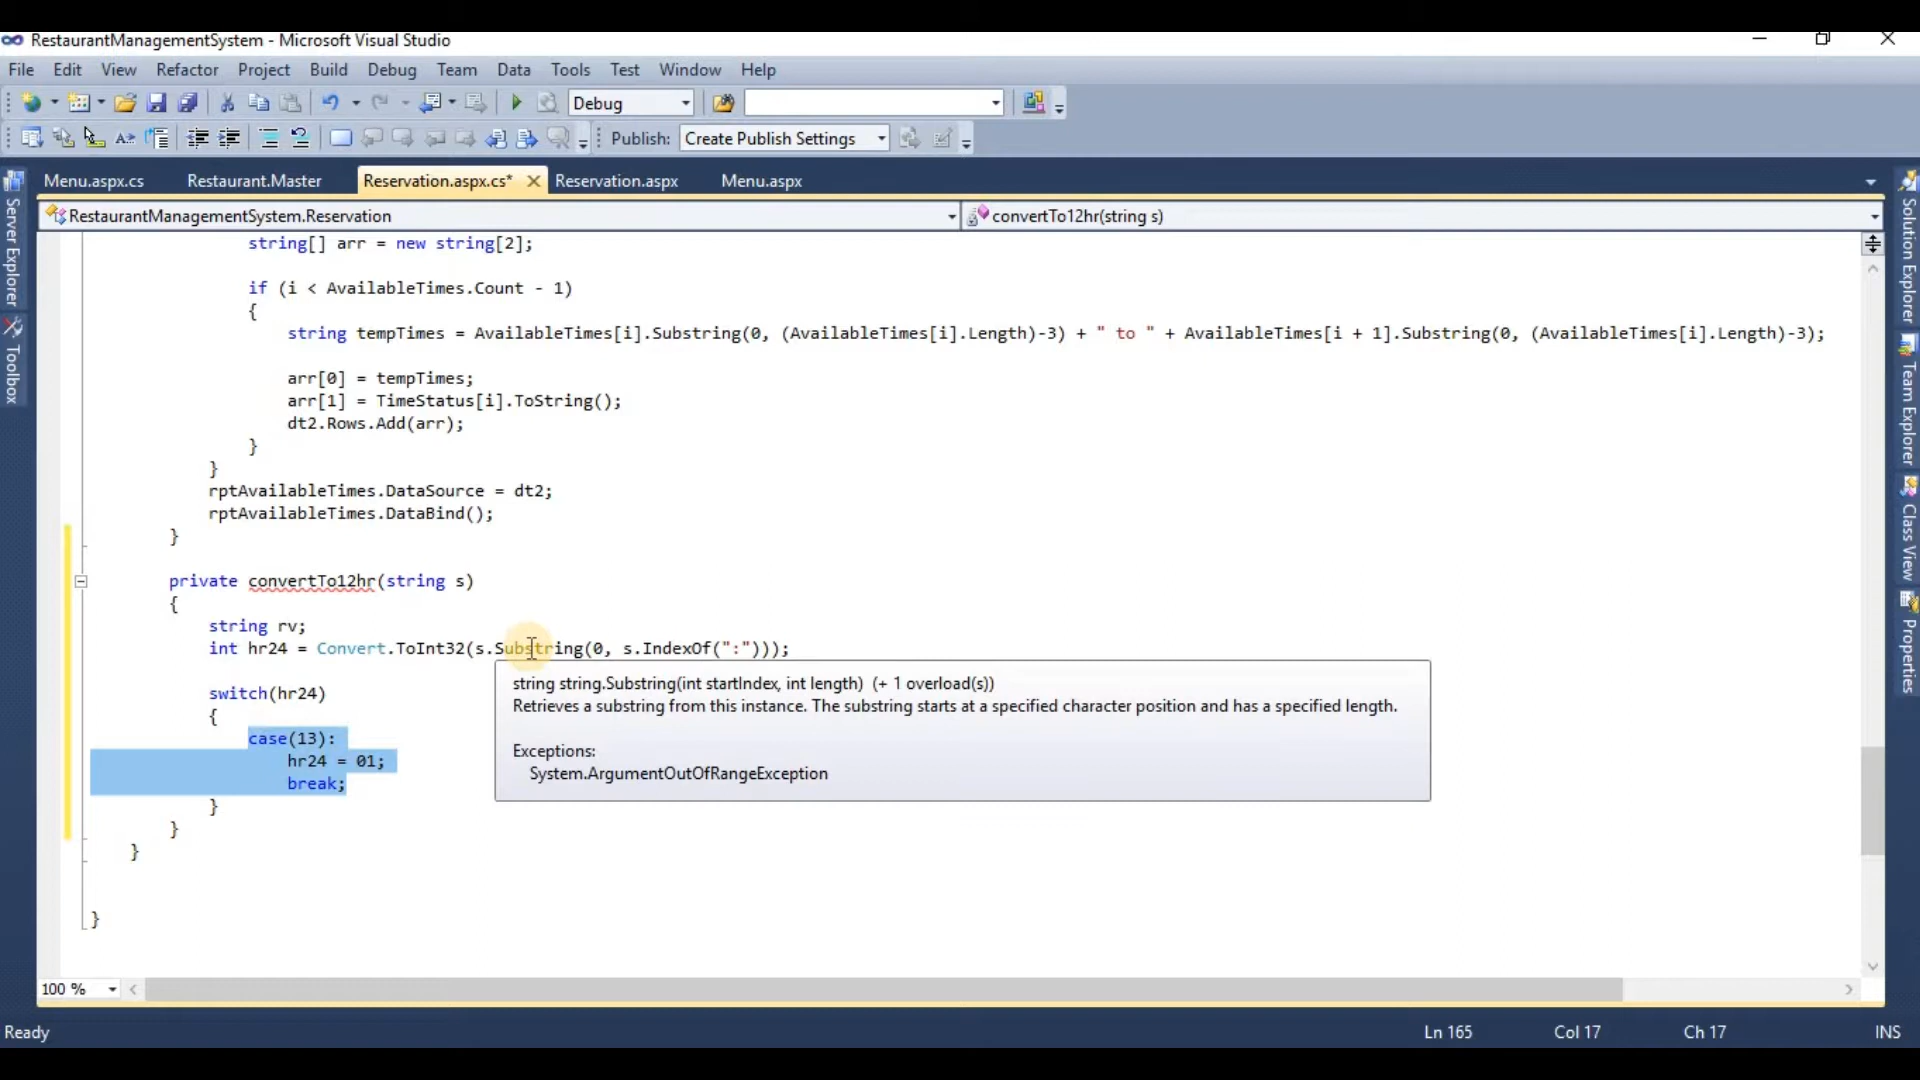 RestaurantManagementSystem - Microsoft Visual Studio
File Edit View Refactor Project Build Debug Team Data Tools Test Window Help
Debug
Publish: Create Publish Settings
Menu.aspx.cs Restaurant.Master Reservation.aspx.cs* Reservation.aspx Menu.aspx
RestaurantManagementSystem.Reservation convertTo12hr(string s)
Server Explorer
Toolbox
string[] arr = new string[2];
if (i < AvailableTimes.Count - 1)
{
string tempTimes = AvailableTimes[i].Substring(0, (AvailableTimes[i].Length)-3) + " to " + AvailableTimes[i + 1].Substring(0, (AvailableTimes[i].Length)-3);
arr[0] = tempTimes;
arr[1] = TimeStatus[i].ToString();
dt2.Rows.Add(arr);
}
}
rptAvailableTimes.DataSource = dt2;
rptAvailableTimes.DataBind();
}
private convertTo12hr(string s)
{
string rv;
int hr24 = Convert.ToInt32(s.Substring(0, s.IndexOf(":")));
switch(hr24)
{
case(13):
hr24 = 01;
break;
}
}
}
}
string string.Substring(int startIndex, int length) (+ 1 overload(s))
Retrieves a substring from this instance. The substring starts at a specified character position and has a specified length.
Exceptions:
System.ArgumentOutOfRangeException
Solution Explorer
Team Explorer
Class View
Properties
100 %
Ready Ln 165 Col 17 Ch 17 INS